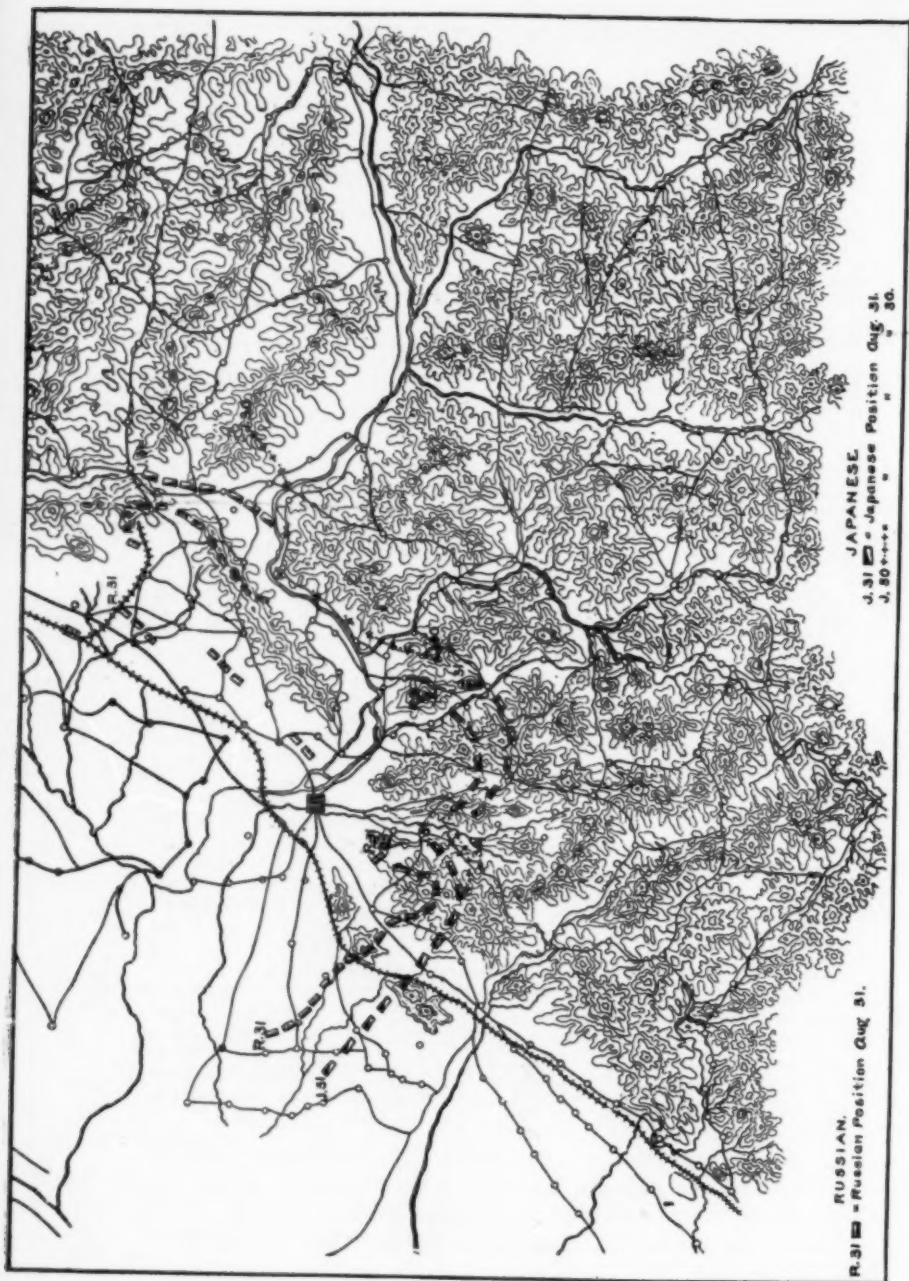 R.31
R.31
J.31
RUSSIAN.
R.31 = Russian Position Aug 31.
JAPANESE
J. 31 = Japanese Position Aug. 31.
J. 30 " " " 30.